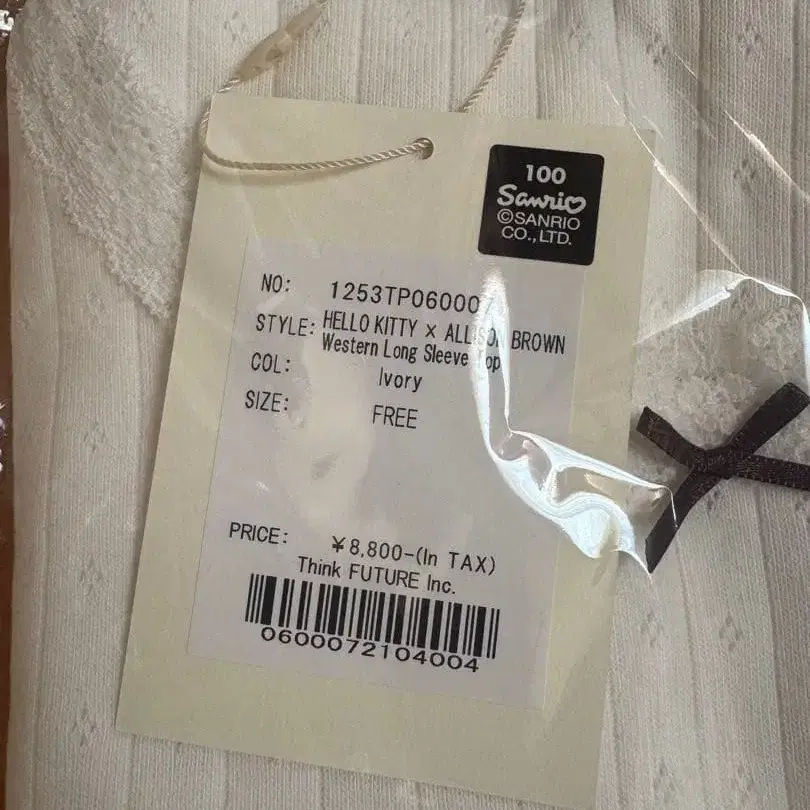 100
Sanrio
©SANRIO
CO.,LTD.
NO: 1253TP060007
STYLE: HELLO KITTY × ALLISON BROWN
Western Long Sleeve Top
COL: Ivory
SIZE: FREE
PRICE: ¥8,800-(In TAX)
Think FUTURE Inc.
0600072104004